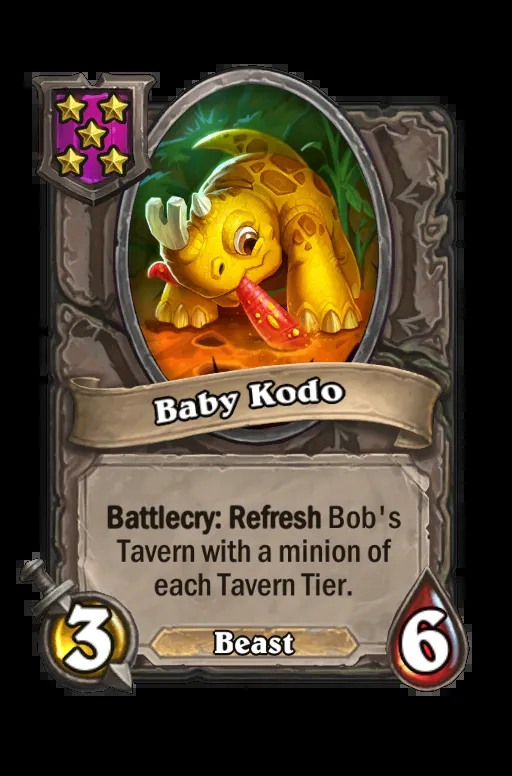 Baby Kodo
Battlecry: Refresh Bob's
Tavern with a minion of
each Tavern Tier.
3
Beast
6